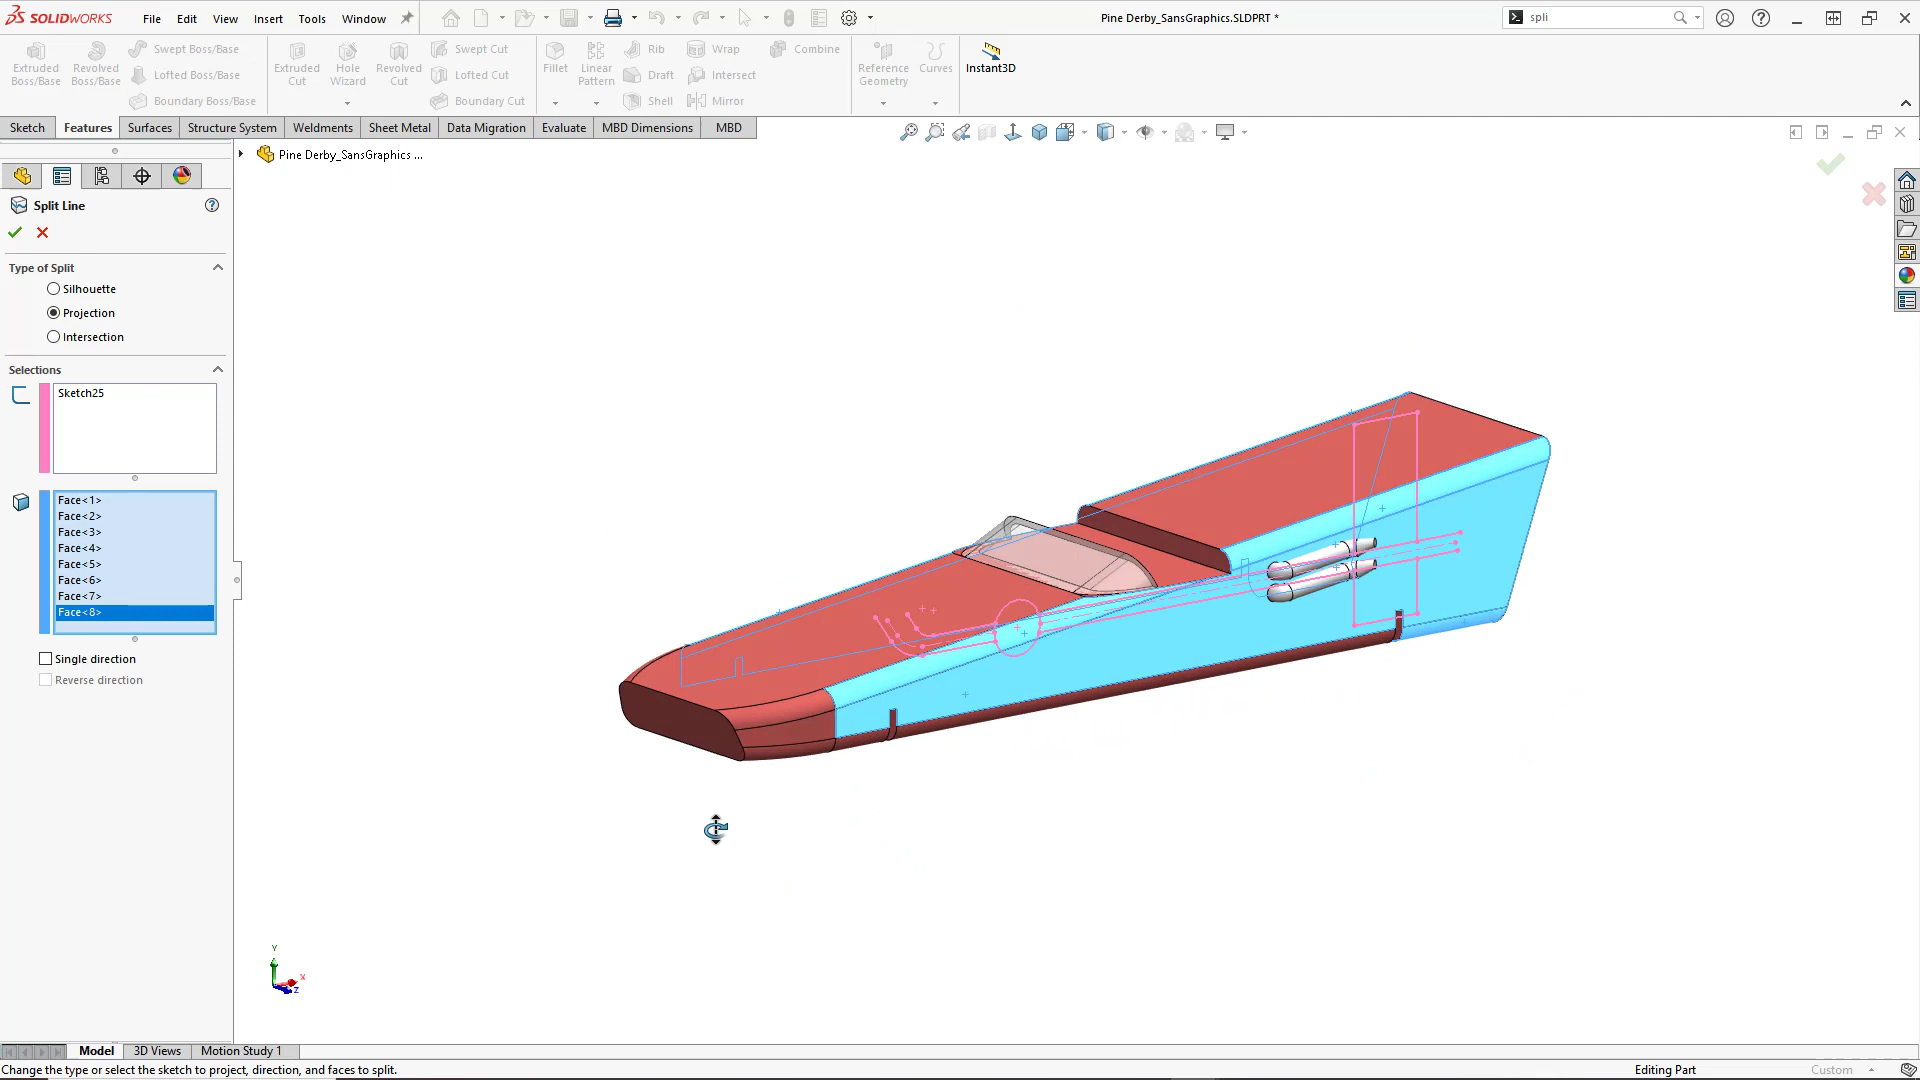 SOLIDWORKS File Edit View Insert Tools Window Pine Derby_SansGraphics.SLDPRT * spli
Extruded Boss/Base
Revolved Boss/Base
Swept Boss/Base
Lofted Boss/Base
Boundary Boss/Base
Extruded Cut
Hole Wizard
Revolved Cut
Swept Cut
Lofted Cut
Boundary Cut
Fillet
Linear Pattern
Rib
Draft
Shell
Wrap
Intersect
Mirror
Combine
Reference Geometry
Curves
Instant3D
Sketch Features Surfaces Structure System Weldments Sheet Metal Data Migration Evaluate MBD Dimensions MBD
Pine Derby_SansGraphics ...
Split Line
Type of Split
Silhouette
Projection
Intersection
Selections
Sketch25
Face<1>
Face<2>
Face<3>
Face<4>
Face<5>
Face<6>
Face<7>
Face<8>
Single direction
Reverse direction
Y
X
Z
Model 3D Views Motion Study 1
Change the type or select the sketch to project, direction, and faces to split. Editing Part Custom